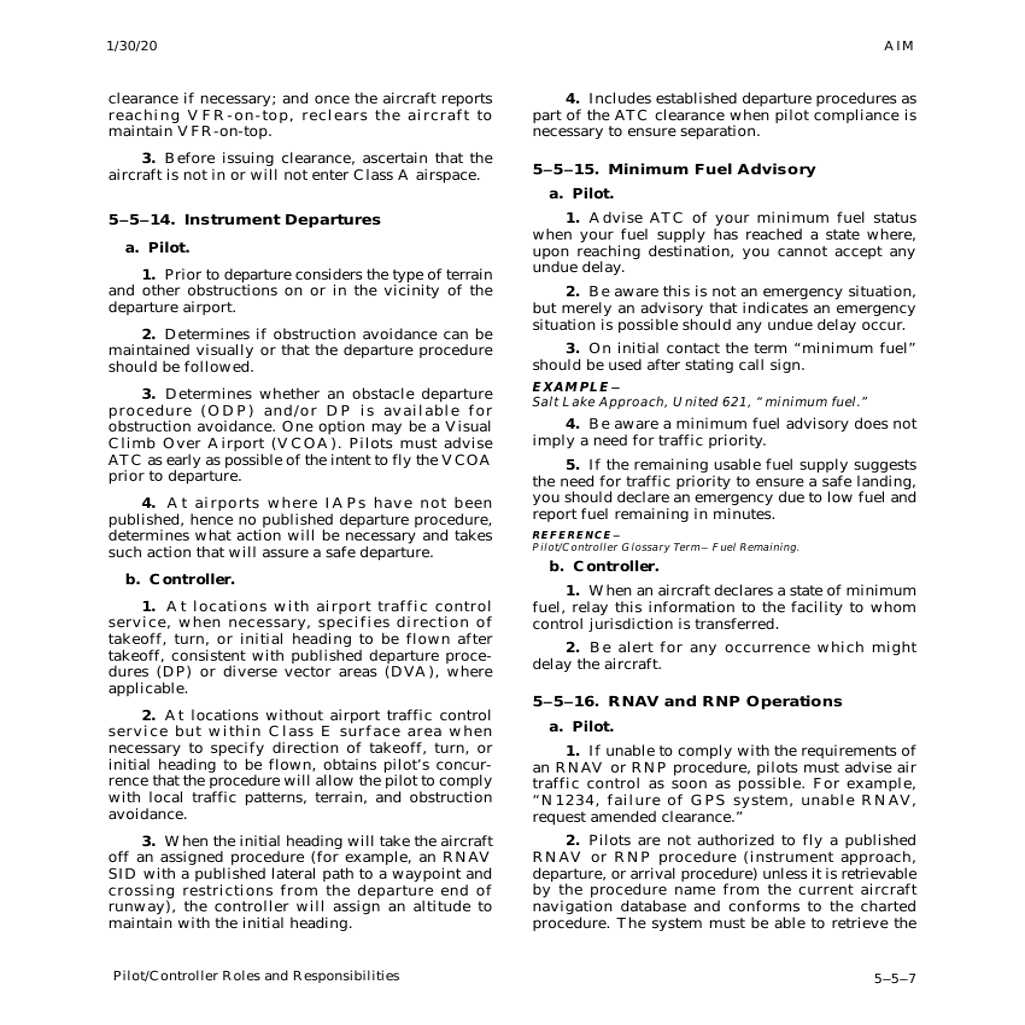 1/30/20
AIM
clearance if necessary; and once the aircraft reports
reaching VFR-on-top, reclears the aircraft to
maintain VFR-on-top.
3. Before issuing clearance, ascertain that the
aircraft is not in or will not enter Class A airspace.
5–5–14. Instrument Departures
a. Pilot.
1. Prior to departure considers the type of terrain
and other obstructions on or in the vicinity of the
departure airport.
2. Determines if obstruction avoidance can be
maintained visually or that the departure procedure
should be followed.
3. Determines whether an obstacle departure
procedure (ODP) and/or DP is available for
obstruction avoidance. One option may be a Visual
Climb Over Airport (VCOA). Pilots must advise
ATC as early as possible of the intent to fly the VCOA
prior to departure.
4. At airports where IAPs have not been
published, hence no published departure procedure,
determines what action will be necessary and takes
such action that will assure a safe departure.
b. Controller.
1. At locations with airport traffic control
service, when necessary, specifies direction of
takeoff, turn, or initial heading to be flown after
takeoff, consistent with published departure proce-
dures (DP) or diverse vector areas (DVA), where
applicable.
2. At locations without airport traffic control
service but within Class E surface area when
necessary to specify direction of takeoff, turn, or
initial heading to be flown, obtains pilot’s concur-
rence that the procedure will allow the pilot to comply
with local traffic patterns, terrain, and obstruction
avoidance.
3. When the initial heading will take the aircraft
off an assigned procedure (for example, an RNAV
SID with a published lateral path to a waypoint and
crossing restrictions from the departure end of
runway), the controller will assign an altitude to
maintain with the initial heading.
4. Includes established departure procedures as
part of the ATC clearance when pilot compliance is
necessary to ensure separation.
5–5–15. Minimum Fuel Advisory
a. Pilot.
1. Advise ATC of your minimum fuel status
when your fuel supply has reached a state where,
upon reaching destination, you cannot accept any
undue delay.
2. Be aware this is not an emergency situation,
but merely an advisory that indicates an emergency
situation is possible should any undue delay occur.
3. On initial contact the term “minimum fuel”
should be used after stating call sign.
EXAMPLE–
Salt Lake Approach, United 621, “minimum fuel.”
4. Be aware a minimum fuel advisory does not
imply a need for traffic priority.
5. If the remaining usable fuel supply suggests
the need for traffic priority to ensure a safe landing,
you should declare an emergency due to low fuel and
report fuel remaining in minutes.
REFERENCE–
Pilot/Controller Glossary Term– Fuel Remaining.
b. Controller.
1. When an aircraft declares a state of minimum
fuel, relay this information to the facility to whom
control jurisdiction is transferred.
2. Be alert for any occurrence which might
delay the aircraft.
5–5–16. RNAV and RNP Operations
a. Pilot.
1. If unable to comply with the requirements of
an RNAV or RNP procedure, pilots must advise air
traffic control as soon as possible. For example,
“N1234, failure of GPS system, unable RNAV,
request amended clearance.”
2. Pilots are not authorized to fly a published
RNAV or RNP procedure (instrument approach,
departure, or arrival procedure) unless it is retrievable
by the procedure name from the current aircraft
navigation database and conforms to the charted
procedure. The system must be able to retrieve the
Pilot/Controller Roles and Responsibilities
5–5–7